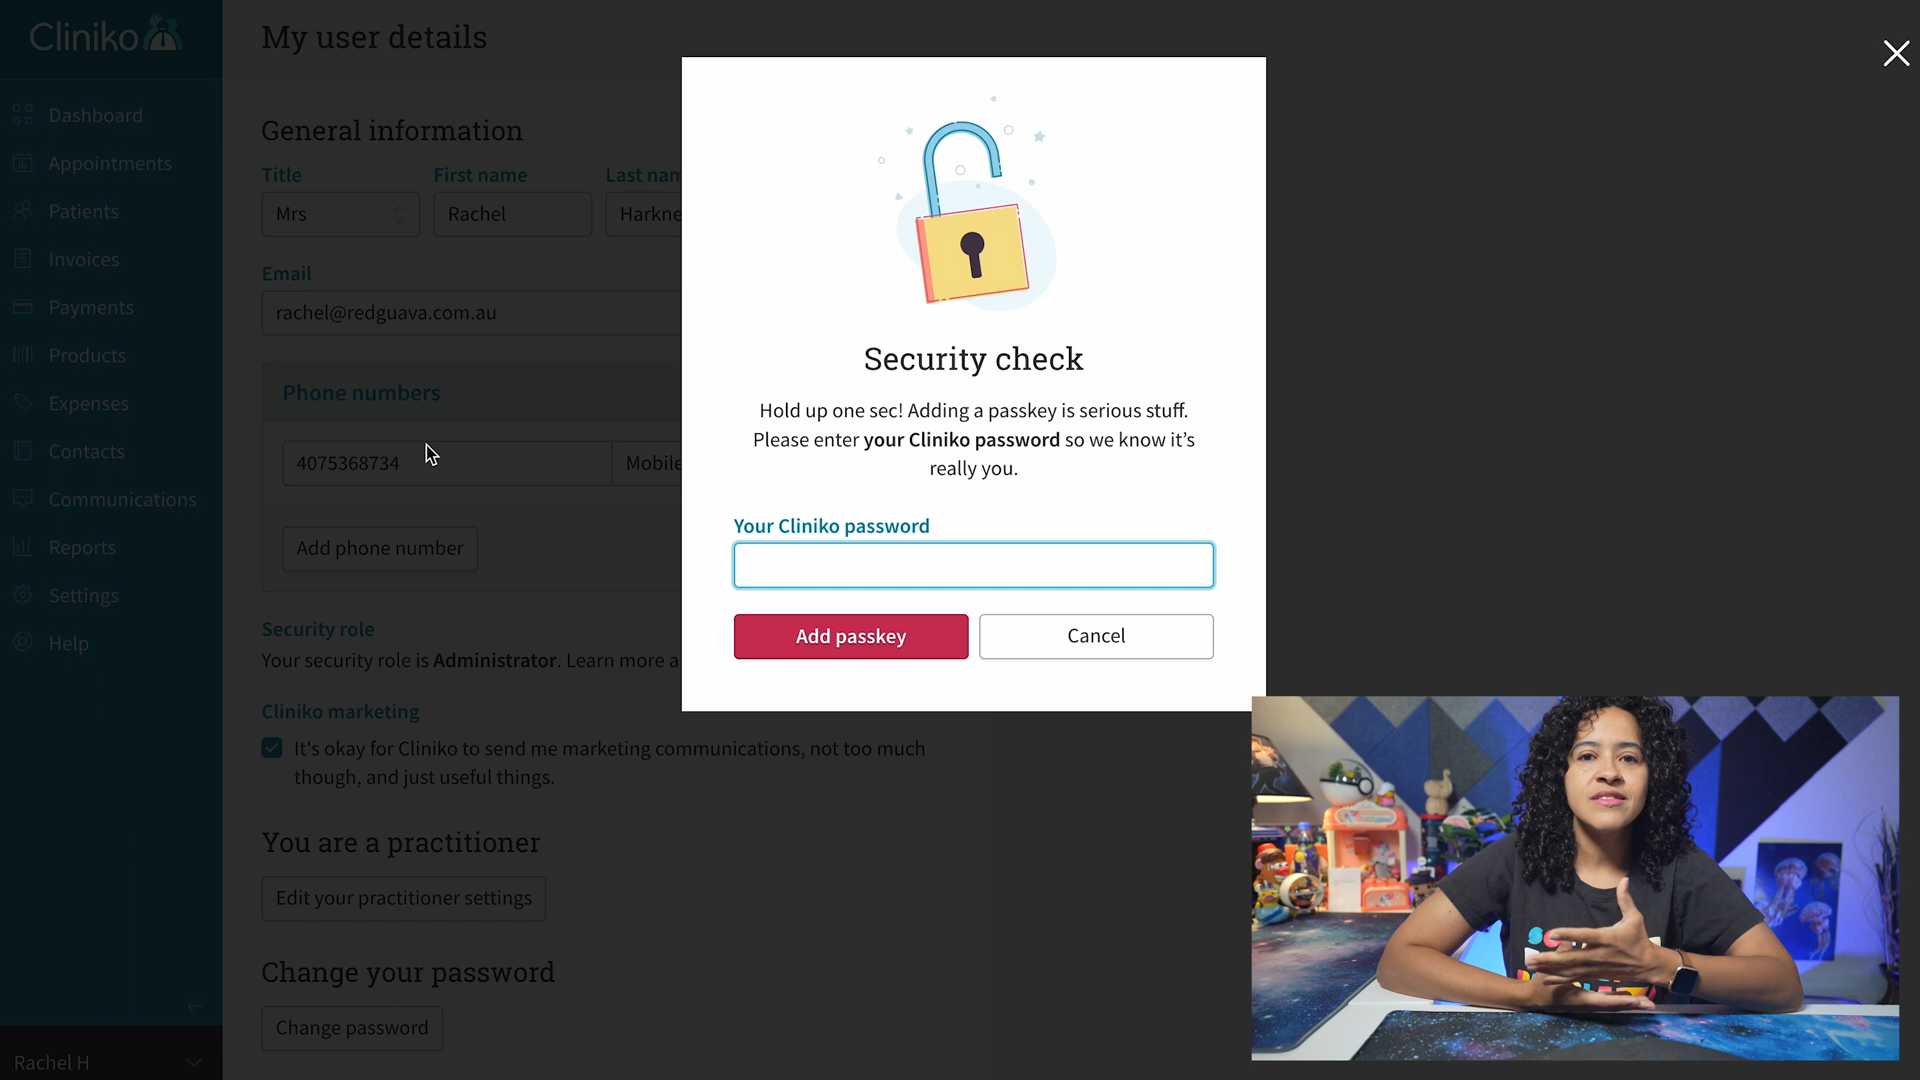 Cliniko
My user details
Dashboard
Appointments
Patients
Invoices
Payments
Products
Expenses
Contacts
Communications
Reports
Settings
Help
Rachel H
General information
Title
First name
Last nam
Mrs
Rachel
Harkne
Email
rachel@redguava.com.au
Phone numbers
4075368734
Mobile
Add phone number
Security role
Your security role is Administrator. Learn more a
Cliniko marketing
It's okay for Cliniko to send me marketing communications, not too much
though, and just useful things.
You are a practitioner
Edit your practitioner settings
Change your password
Change password
Security check
Hold up one sec! Adding a passkey is serious stuff.
Please enter your Cliniko password so we know it’s
really you.
Your Cliniko password
Add passkey
Cancel